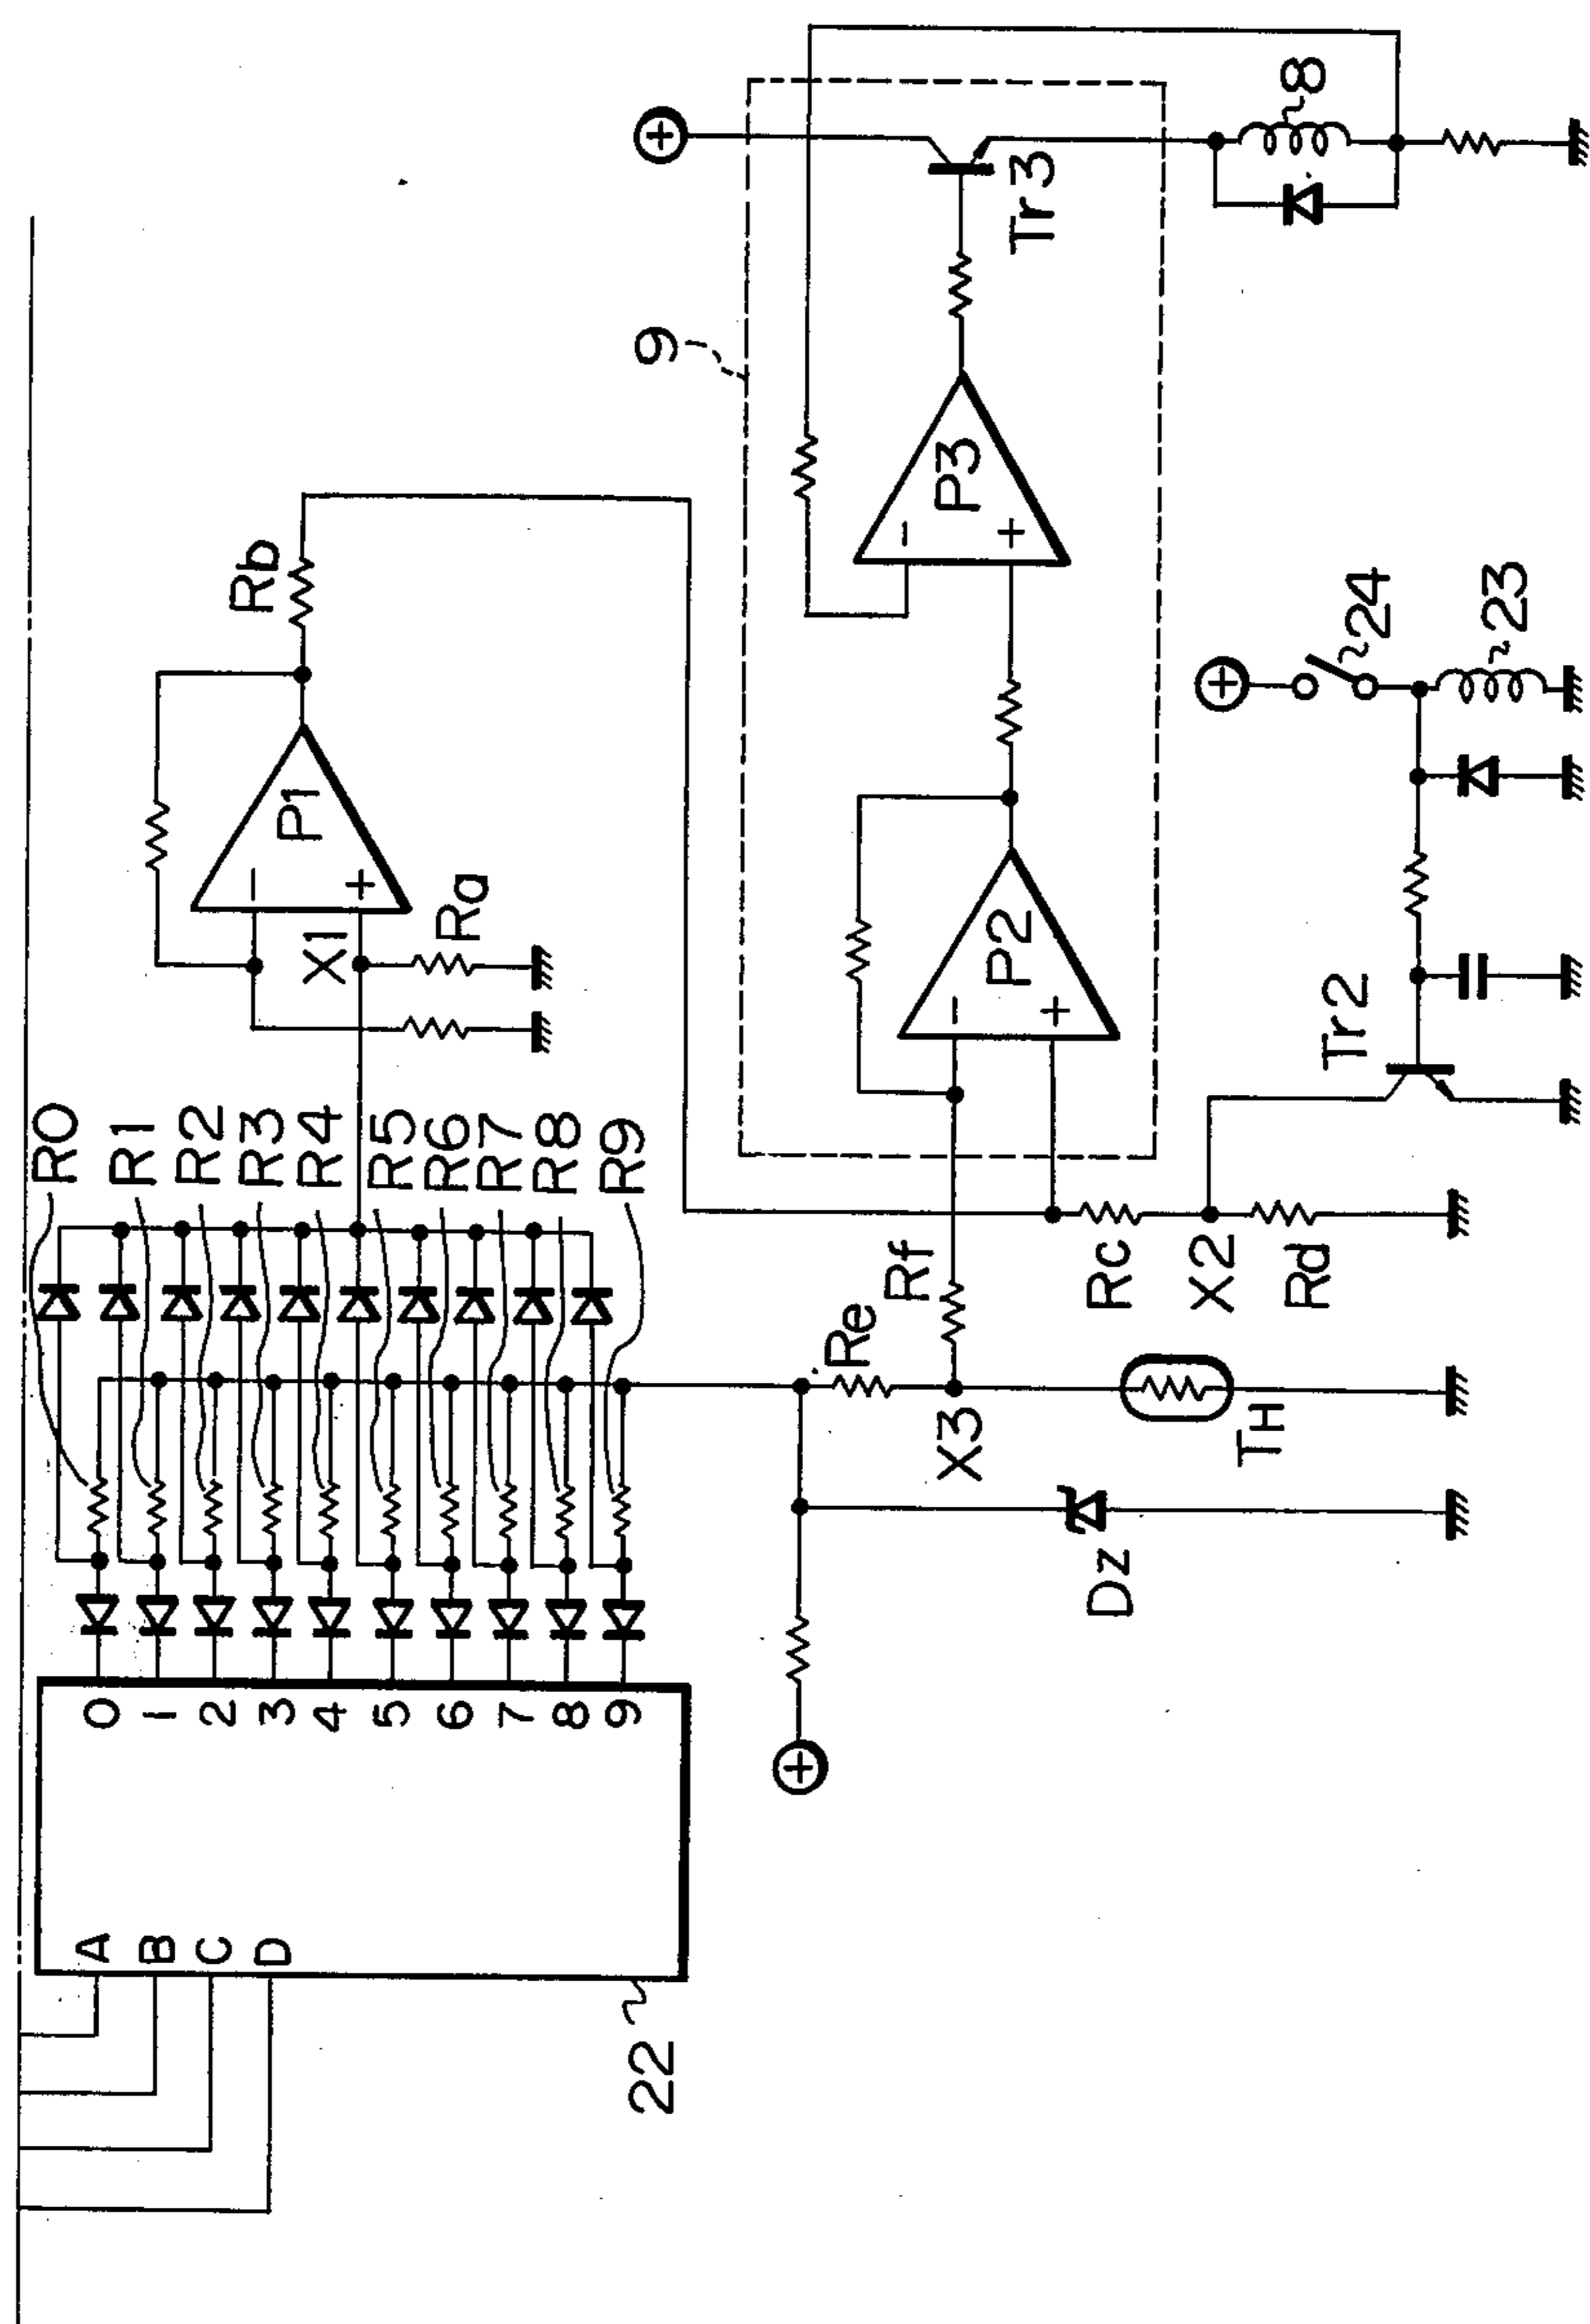 A
B
C
D
22
0
1
2
3
4
5
6
7
8
9
R0
R1
R2
R3
R4
R5
R6
R7
R8
R9
X1
Ra
-
+
P1
Rb
Dz
TH
X3
Re
Rf
Rc
X2
Rd
-
+
P2
-
+
P3
9
Tr3
8
Tr2
24
23
+
+
+